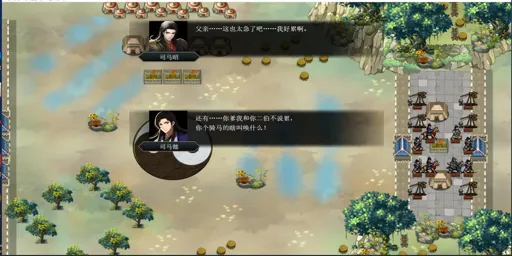 父亲……这也太急了吧……我好累啊。
司马昭
还有……你爹我和你二伯不说累,
你个骑马的瞎叫唤什么!
司马懿